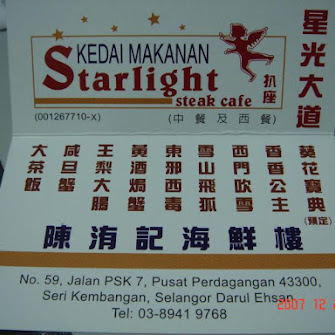 KEDAI MAKANAN
Starlight
steak cafe
(001267710-X)
(中餐及西餐)
扒座
星光大道
葵花寶典
(預定)
香香公主
西門吹雪
雪山飛狐
東邪西毒
黃酒焗蟹
王梨大腸
咸旦蟹
大茶飯
陳洧記海鮮樓
No. 59, Jalan PSK 7, Pusat Perdagangan 43300,
Seri Kembangan, Selangor Darul Ehsan
Tel: 03-8941 9768
2007 12